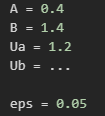 A = 0.4
B = 1.4
Ua = 1.2
Ub = ...
eps = 0.05